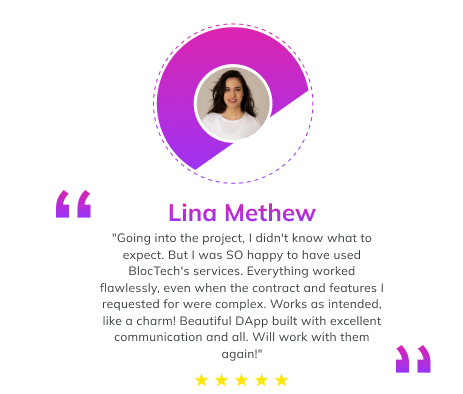 Lina Methew
"Going into the project, I didn't know what to
expect. But I was SO happy to have used
BlocTech's services. Everything worked
flawlessly, even when the contract and features I
requested for were complex. Works as intended,
like a charm! Beautiful DApp built with excellent
communication and all. Will work with them
again!"